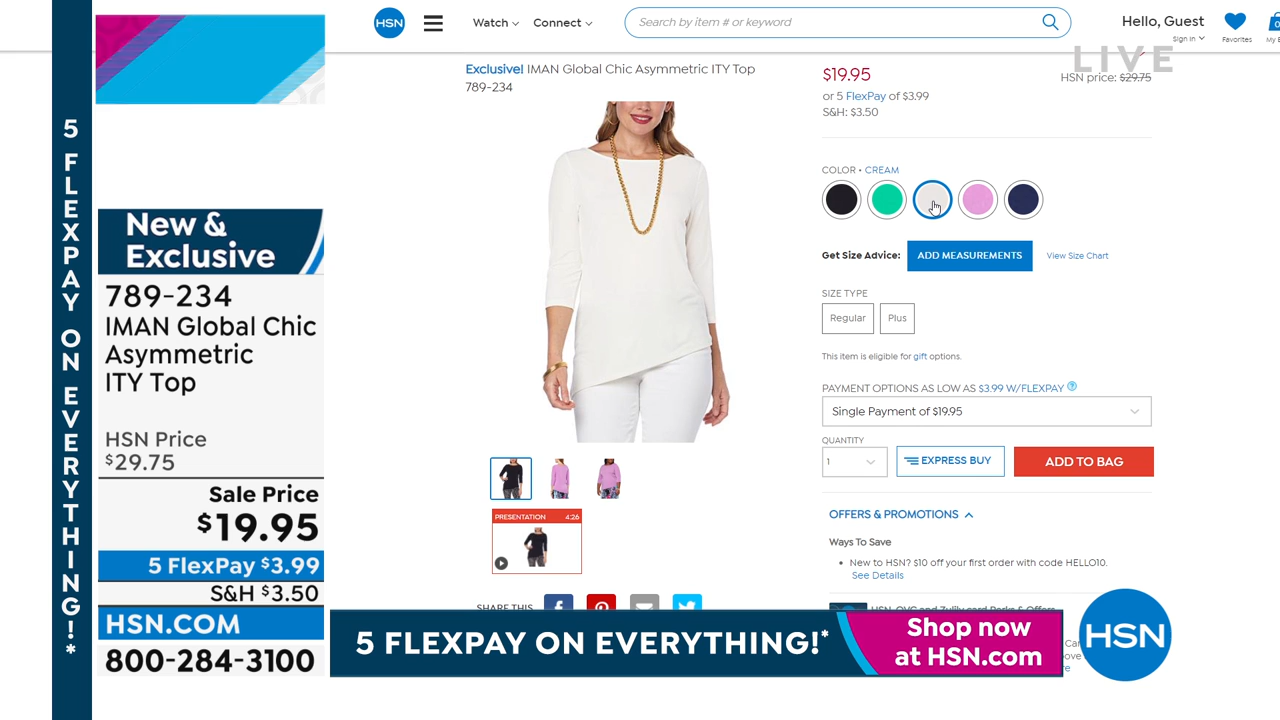 5 FLEXPAY ON EVERYTHING!*
New &
Exclusive
789-234
IMAN Global Chic
Asymmetric
ITY Top
HSN Price
$29.75
Sale Price
$19.95
5 FlexPay $3.99
S&H $3.50
HSN.COM
800-284-3100
HSN
Watch
Connect
Search by item # or keyword
Hello, Guest
Sign In
Favorites
LIVE
Exclusive! IMAN Global Chic Asymmetric ITY Top
789-234
$19.95
HSN price: $29.75
or 5 FlexPay of $3.99
S&H: $3.50
COLOR • CREAM
Get Size Advice:
ADD MEASUREMENTS
View Size Chart
SIZE TYPE
Regular
Plus
This item is eligible for gift options.
PAYMENT OPTIONS AS LOW AS $3.99 W/FLEXPAY
Single Payment of $19.95
QUANTITY
1
EXPRESS BUY
ADD TO BAG
PRESENTATION 4:26
OFFERS & PROMOTIONS
Ways To Save
• New to HSN? $10 off your first order with code HELLO10.
See Details
SHARE THIS
HSN, QVC and Zulily card Perks & Offers
5 FLEXPAY ON EVERYTHING!*
Shop now
at HSN.com
HSN